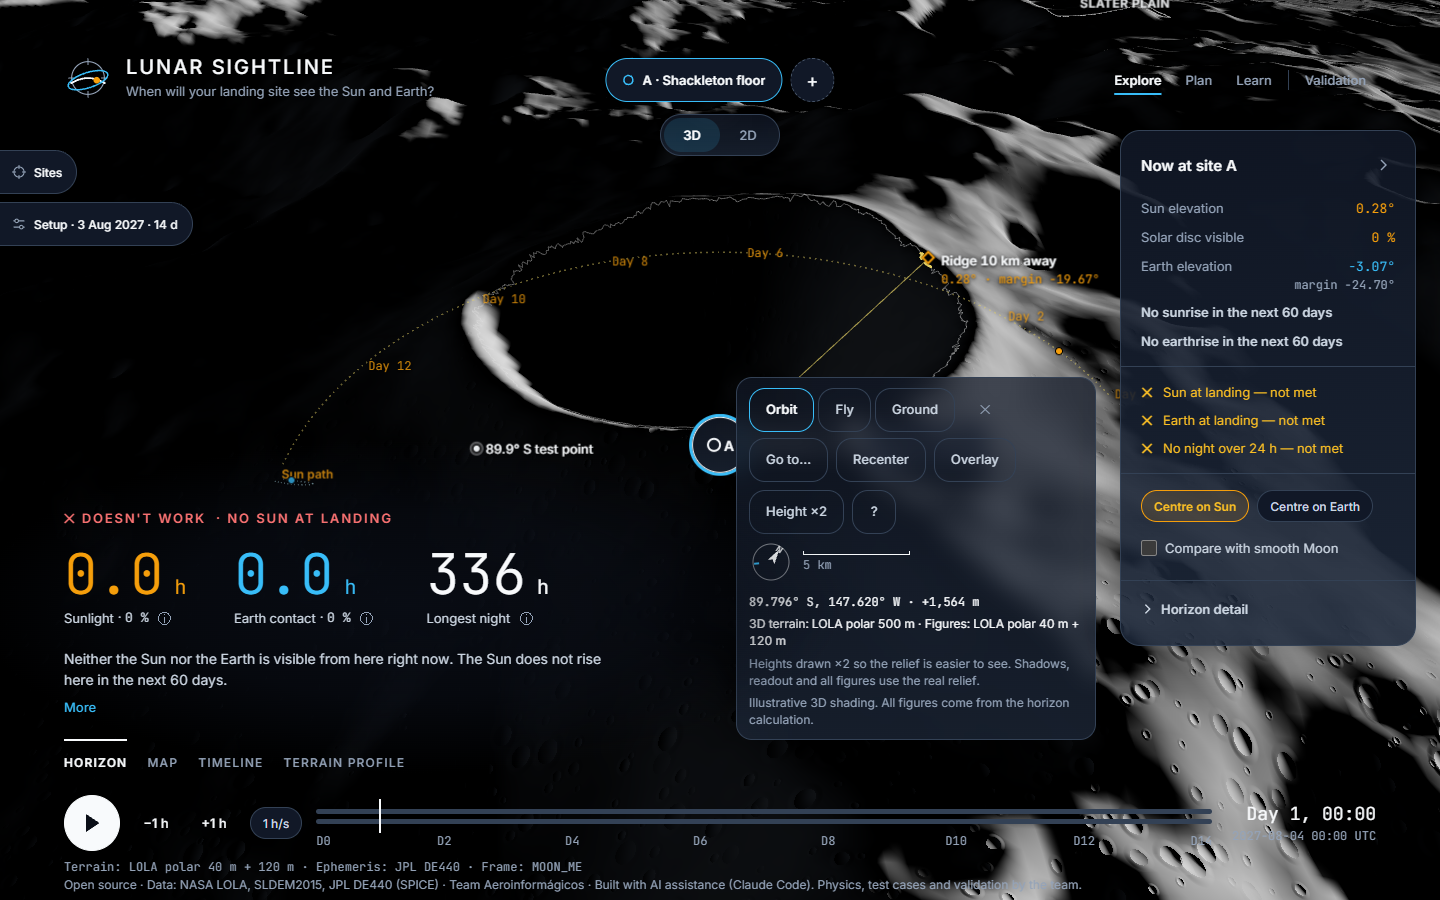 SLATER PLAIN
LUNAR SIGHTLINE
When will your landing site see the Sun and Earth?
A · Shackleton floor
+
Explore
Plan
Learn
Validation
3D
2D
Sites
Setup · 3 Aug 2027 · 14 d
Now at site A
Sun elevation 0.28°
Solar disc visible 0 %
Earth elevation -3.07°
margin -24.70°
No sunrise in the next 60 days
No earthrise in the next 60 days
Sun at landing — not met
Earth at landing — not met
No night over 24 h — not met
Centre on Sun
Centre on Earth
Compare with smooth Moon
Horizon detail
Day 8
Day 6
Ridge 10 km away
0.28° · margin -19.67°
Day 10
Day 2
Day 12
89.9° S test point
A
Sun path
Orbit
Fly
Ground
Go to...
Recenter
Overlay
Height ×2
?
N
5 km
89.796° S, 147.620° W · +1,564 m
3D terrain: LOLA polar 500 m · Figures: LOLA polar 40 m +
120 m
Heights drawn ×2 so the relief is easier to see. Shadows,
readout and all figures use the real relief.
Illustrative 3D shading. All figures come from the horizon
calculation.
DOESN'T WORK · NO SUN AT LANDING
0.0 h
0.0 h
336 h
Sunlight · 0 %
Earth contact · 0 %
Longest night
Neither the Sun nor the Earth is visible from here right now. The Sun does not rise
here in the next 60 days.
More
HORIZON
MAP
TIMELINE
TERRAIN PROFILE
−1 h
+1 h
1 h/s
D0
D2
D4
D6
D8
D10
D12
Day 1, 00:00
00:00 UTC
Terrain: LOLA polar 40 m + 120 m · Ephemeris: JPL DE440 · Frame: MOON_ME
Open source · Data: NASA LOLA, SLDEM2015, JPL DE440 (SPICE) · Team Aeroinformágicos · Built with AI assistance (Claude Code). Physics, test cases and validation by the team.